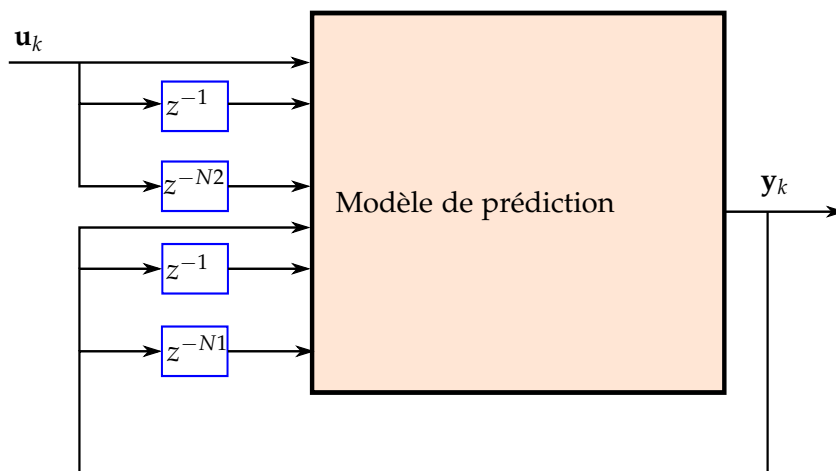 u_k
z^{-1}
z^{-N2}
Modèle de prédiction
y_k
z^{-1}
z^{-N1}